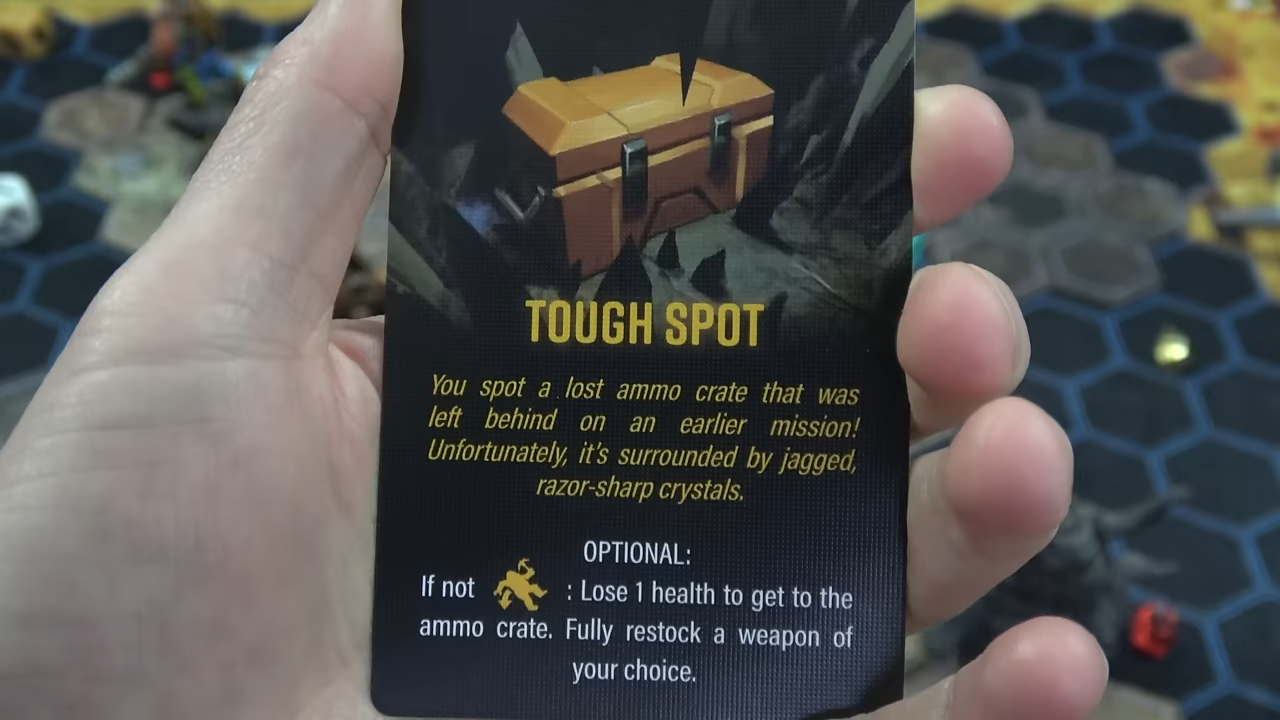 TOUGH SPOT
You spot a lost ammo crate that was
left behind on an earlier mission!
Unfortunately, it's surrounded by jagged,
razor-sharp crystals.
OPTIONAL:
If not : Lose 1 health to get to the
ammo crate. Fully restock a weapon of
your choice.